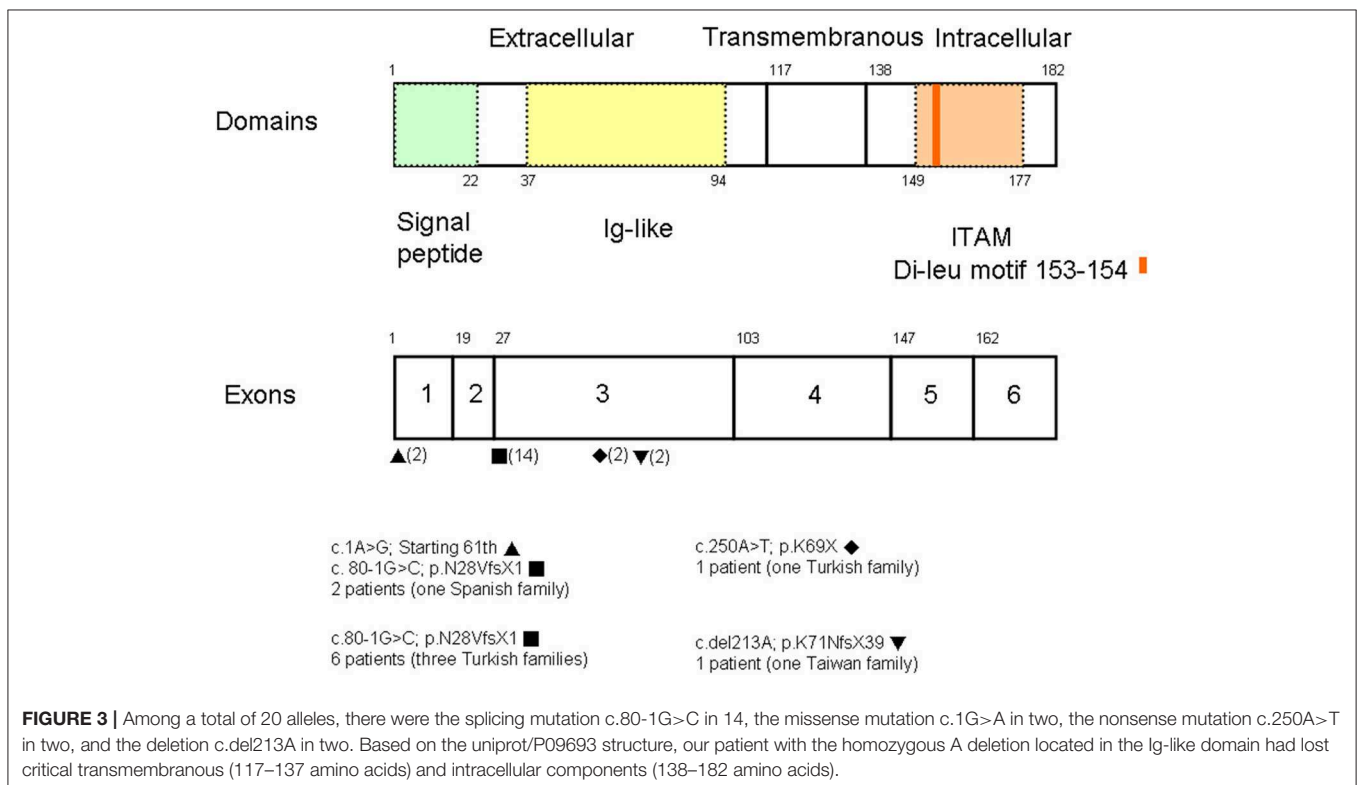 Extracellular Transmembranous Intracellular
1 117 138 182
Domains
22 37 94 149 177
Signal
peptide
Ig-like
ITAM
Di-leu motif 153-154
1 19 27 103 147 162
Exons 1 2 3 4 5 6
▲(2) ■(14) ◆(2) ▼(2)
c.1A>G; Starting 61th ▲
c. 80-1G>C; p.N28VfsX1 ■
2 patients (one Spanish family)
c.250A>T; p.K69X ◆
1 patient (one Turkish family)
c.80-1G>C; p.N28VfsX1 ■
6 patients (three Turkish families)
c.del213A; p.K71NfsX39 ▼
1 patient (one Taiwan family)
FIGURE 3 | Among a total of 20 alleles, there were the splicing mutation c.80-1G>C in 14, the missense mutation c.1G>A in two, the nonsense mutation c.250A>T
in two, and the deletion c.del213A in two. Based on the uniprot/P09693 structure, our patient with the homozygous A deletion located in the Ig-like domain had lost
critical transmembranous (117–137 amino acids) and intracellular components (138–182 amino acids).